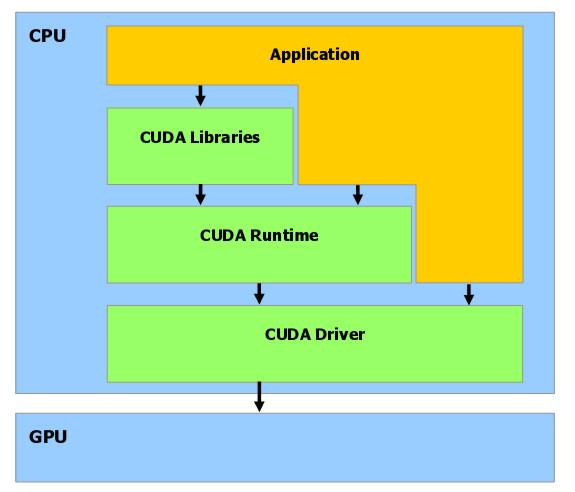 CPU
Application
CUDA Libraries
CUDA Runtime
CUDA Driver
GPU